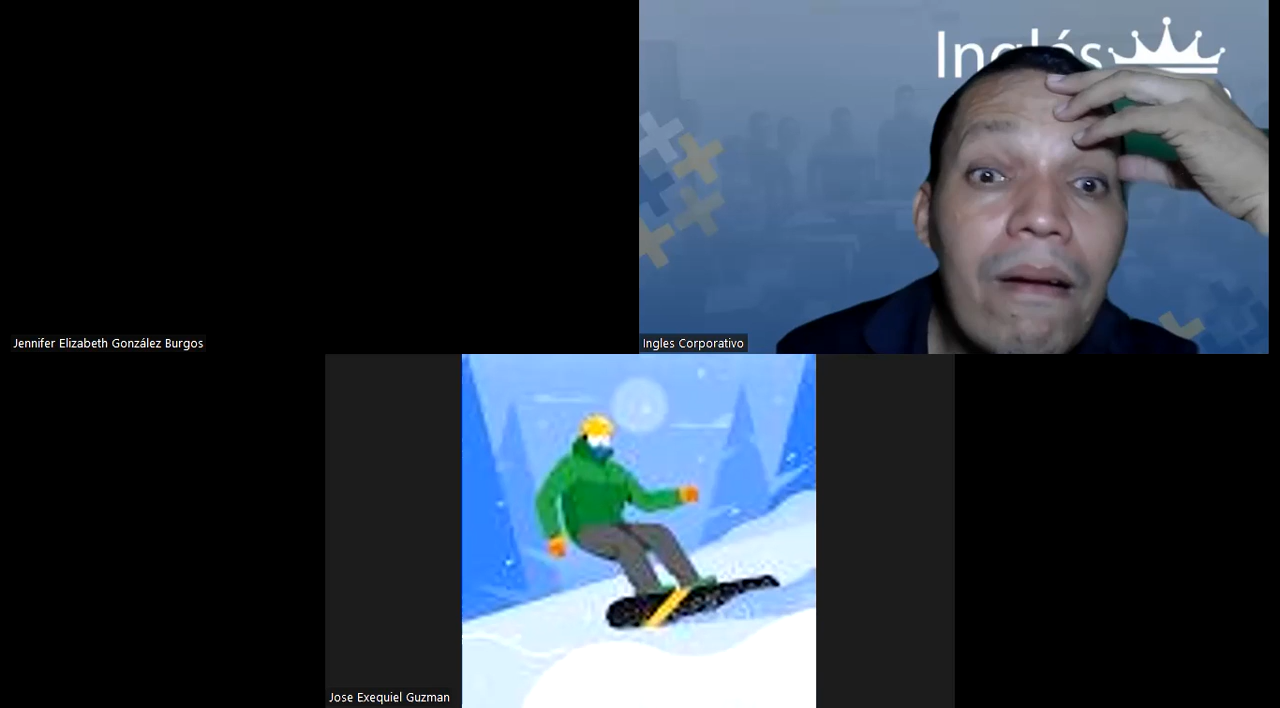 Inglés
Jennifer Elizabeth González Burgos
Ingles Corporativo
Jose Exequiel Guzman